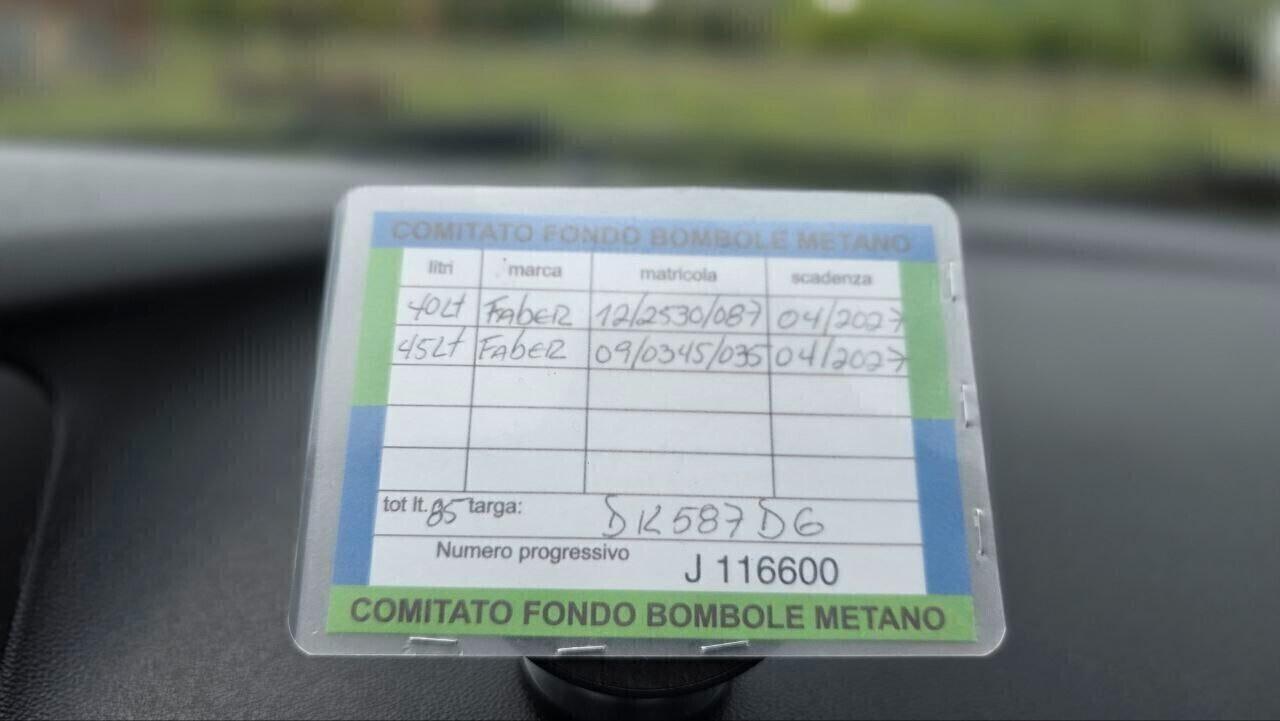 COMITATO FONDO BOMBOLE METANO
litri marca matricola scadenza
40Lt FABER 12/2530/087 04/2027
45Lt FABER 09/0345/035 04/2027
tot lt. 85 targa: DK587DG
Numero progressivo J 116600
COMITATO FONDO BOMBOLE METANO